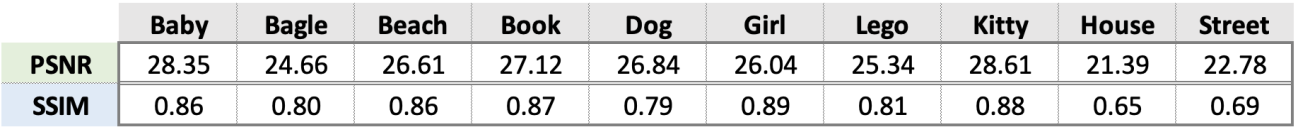 Baby Bagle Beach Book Dog Girl Lego Kitty House Street
PSNR 28.35 24.66 26.61 27.12 26.84 26.04 25.34 28.61 21.39 22.78
SSIM 0.86 0.80 0.86 0.87 0.79 0.89 0.81 0.88 0.65 0.69